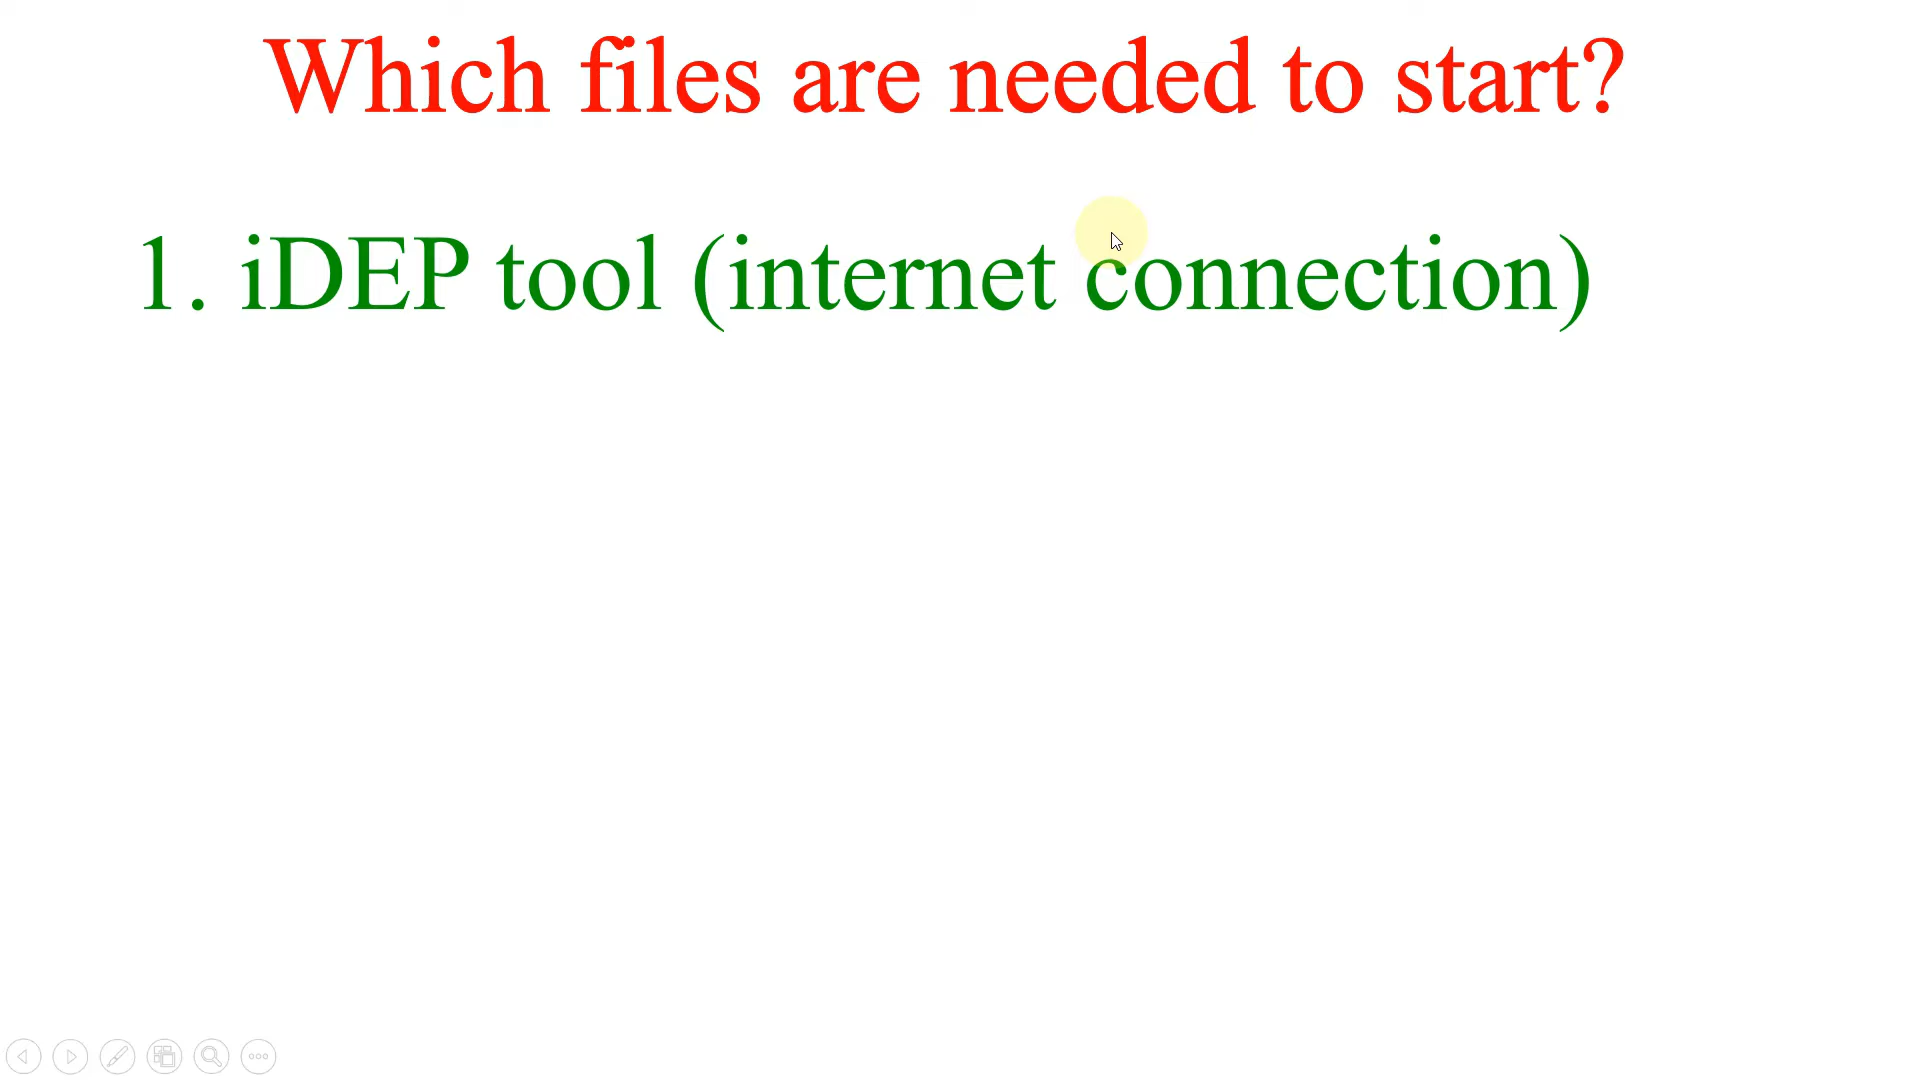 Which files are needed to start?
1. iDEP tool (internet connection)